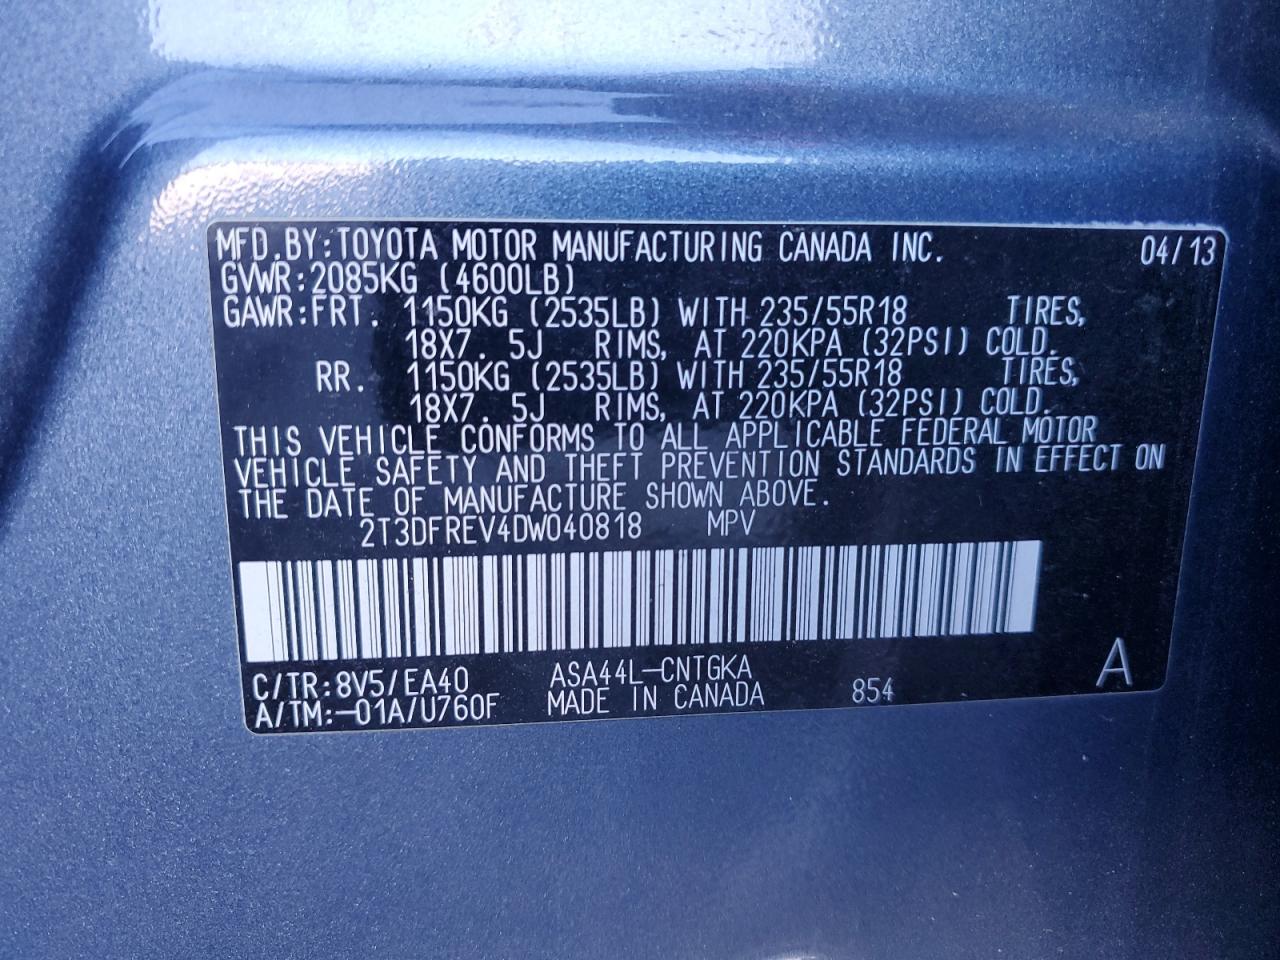 MFD.BY:TOYOTA MOTOR MANUFACTURING CANADA INC. 04/13
GVWR:2085KG (4600LB)
GAWR:FRT. 1150KG (2535LB) WITH 235/55R18 TIRES,
18X7. 5J RIMS, AT 220KPA (32PSI) COLD.
RR. 1150KG (2535LB) WITH 235/55R18 TIRES,
18X7. 5J RIMS, AT 220KPA (32PSI) COLD.
THIS VEHICLE CONFORMS TO ALL APPLICABLE FEDERAL MOTOR
VEHICLE SAFETY AND THEFT PREVENTION STANDARDS IN EFFECT ON
THE DATE OF MANUFACTURE SHOWN ABOVE.
2T3DFREV4DW040818 MPV
C/TR:8V5/EA40 ASA44L-CNTGKA A
A/TM:-01A/U760F MADE IN CANADA 854